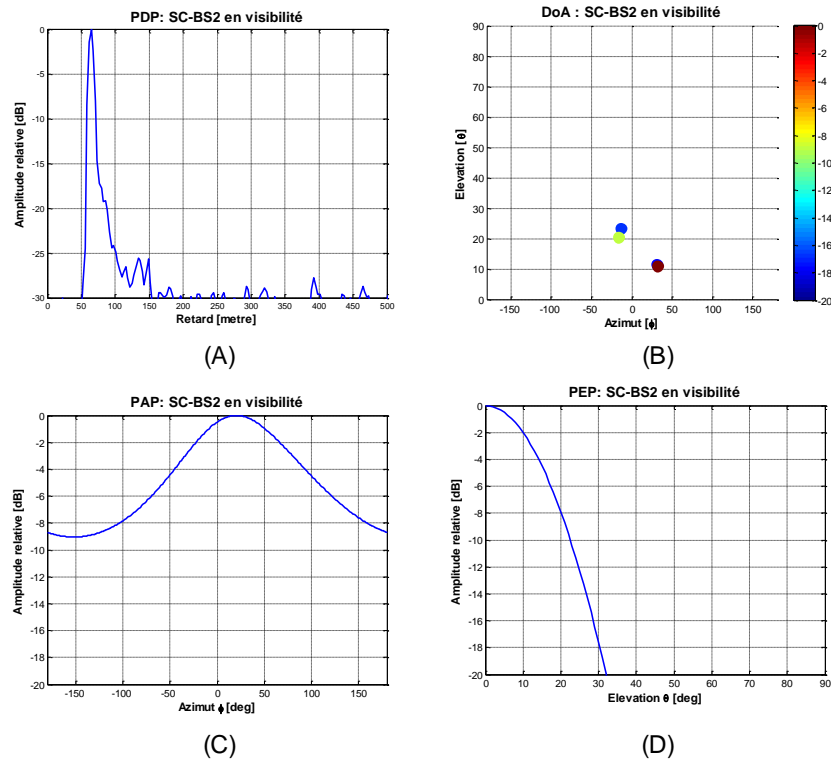 PDP: SC-BS2 en visibilité
0
-5
-10
-15
-20
-25
-30
Amplitude relative [dB]
0 50 100 150 200 250 300 350 400 450 500
Retard [metre]
(A)
DoA : SC-BS2 en visibilité
90
80
70
60
50
40
30
20
10
0
Elevation [θ]
-150 -100 -50 0 50 100 150
Azimut [ϕ]
0
-2
-4
-6
-8
-10
-12
-14
-16
-18
-20
(B)
PAP: SC-BS2 en visibilité
0
-2
-4
-6
-8
-10
-12
-14
-16
-18
-20
Amplitude relative [dB]
-150 -100 -50 0 50 100 150
Azimut ϕ [deg]
(C)
PEP: SC-BS2 en visibilité
0
-2
-4
-6
-8
-10
-12
-14
-16
-18
-20
Amplitude relative [dB]
0 10 20 30 40 50 60 70 80 90
Elevation θ [deg]
(D)